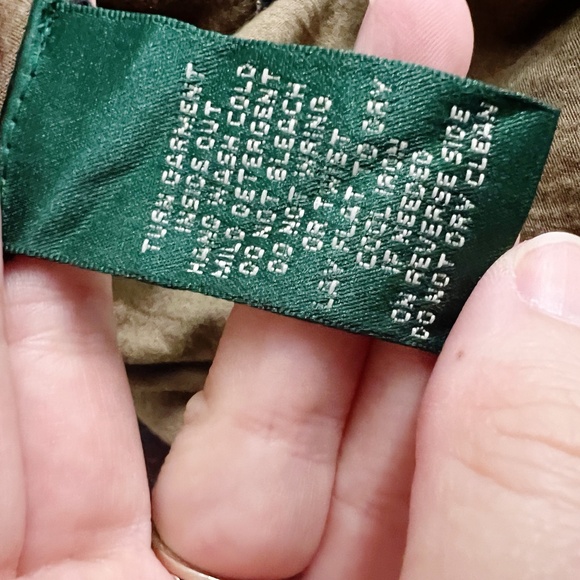 TURN GARMENT
INSIDE OUT
HAND WASH COLD
MILD DETERGENT
DO NOT BLEACH
DO NOT WRING
OR TWIST
LAY FLAT TO DRY
COOL IRON
IF NEEDED
ON REVERSE SIDE
DO NOT DRY CLEAN